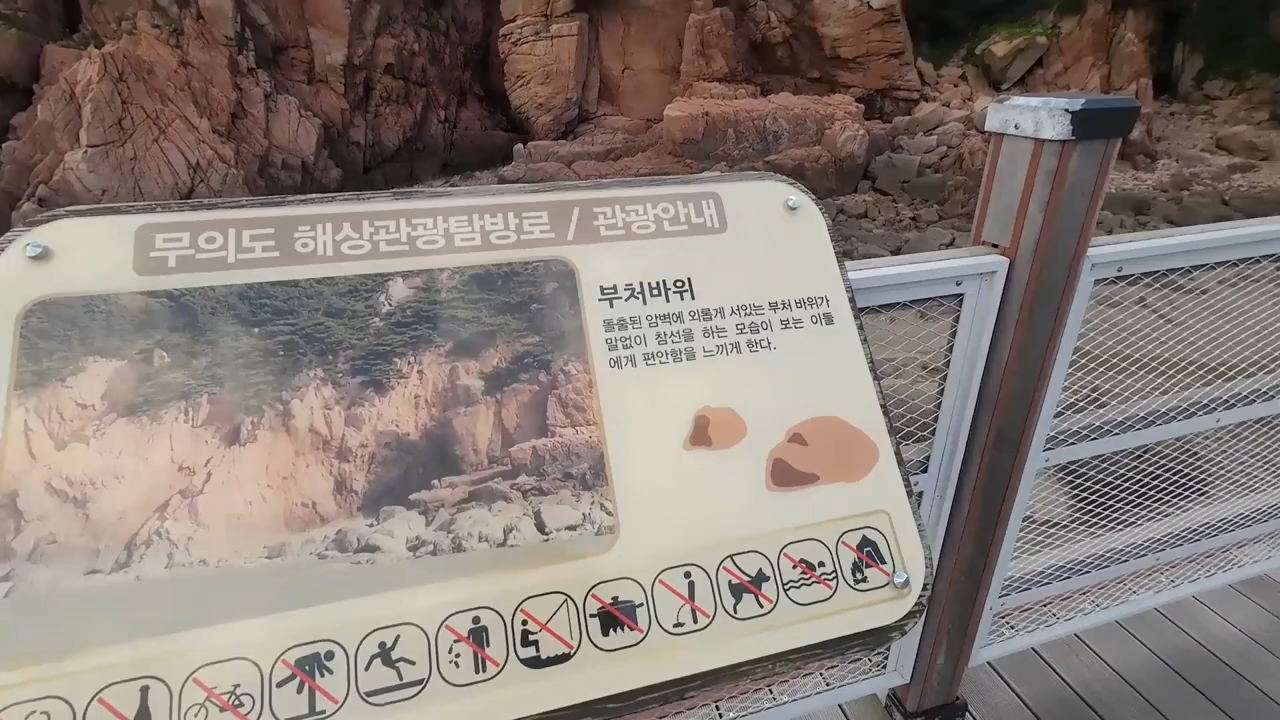 무의도 해상관광탐방로 / 관광안내
부처바위
돌출된 암벽에 외롭게 서있는 부처 바위가
말없이 참선을 하는 모습이 보는 이들
에게 편안함을 느끼게 한다.